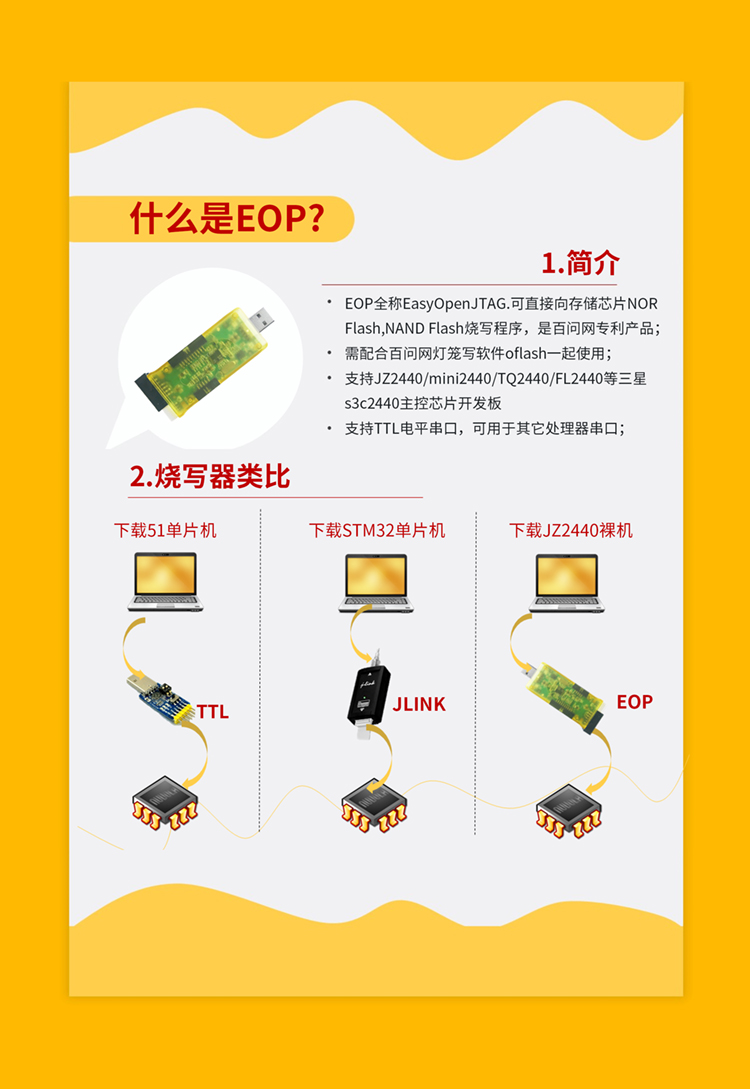 什么是EOP?
1.简介
• EOP全称EasyOpenJTAG.可直接向存储芯片NOR
Flash,NAND Flash烧写程序，是百问网专利产品；
• 需配合百问网灯笼写软件oflash一起使用；
• 支持JZ2440/mini2440/TQ2440/FL2440等三星
s3c2440主控芯片开发板
• 支持TTL电平串口，可用于其它处理器串口；
2.烧写器类比
下载51单片机
下载STM32单片机
下载JZ2440裸机
TTL
JLINK
EOP